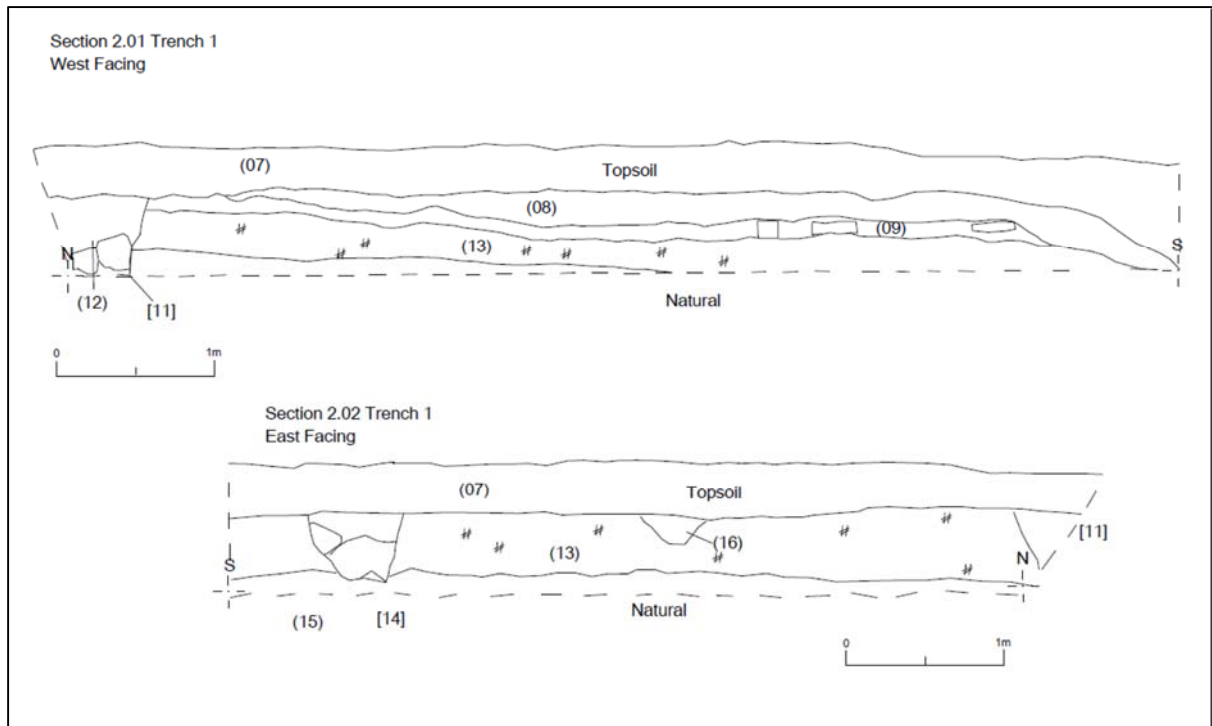 Section 2.01 Trench 1
West Facing
(07)
Topsoil
(08)
(09)
(13)
N
S
(12)
[11]
Natural
0
1m
Section 2.02 Trench 1
East Facing
(07)
Topsoil
(16)
[11]
(13)
S
N
(15)
[14]
Natural
0
1m